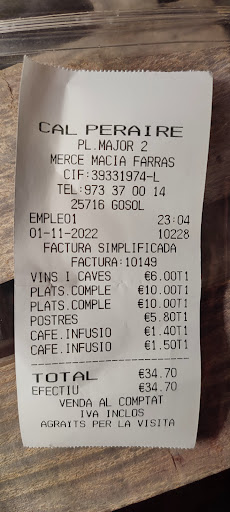 CAL PERAIRE
PL.MAJOR 2
MERCE MACIA FARRAS
CIF:39331974-L
TEL:973 37 00 14
25716 GOSOL
EMPLE01 23:04
01-11-2022 10228
FACTURA SIMPLIFICADA
FACTURA:10149
VINS I CAVES €6.00T1
PLATS.COMPLE €10.00T1
PLATS.COMPLE €10.00T1
POSTRES €5.80T1
CAFE.INFUSIO €1.40T1
CAFE.INFUSIO €1.50T1
TOTAL €34.70
EFECTIU €34.70
VENDA AL COMPTAT
IVA INCLOS
AGRAITS PER LA VISITA